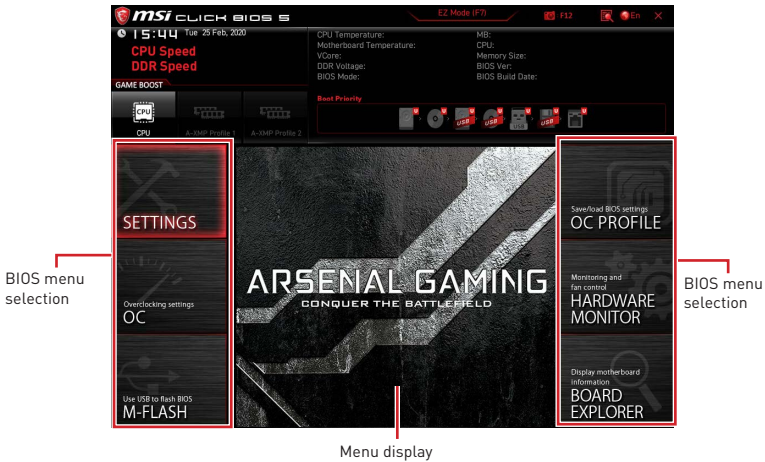 msi CLICK BIOS 5
EZ Mode (F7)
F12
En
15:44 Tue 25 Feb, 2020
CPU Speed
DDR Speed
CPU Temperature:
Motherboard Temperature:
VCore:
DDR Voltage:
BIOS Mode:
MB:
CPU:
Memory Size:
BIOS Ver:
BIOS Build Date:
GAME BOOST
CPU
CPU
A-XMP Profile 1
A-XMP Profile 2
Boot Priority
U U U U U U U
USB USB USB USB
SETTINGS
Overclocking settings
OC
Use USB to flash BIOS
M-FLASH
ARSENAL GAMING
CONQUER THE BATTLEFIELD
Save/load BIOS settings
OC PROFILE
Monitoring and
fan control
HARDWARE
MONITOR
Display motherboard
information
BOARD
EXPLORER
BIOS menu
selection
BIOS menu
selection
Menu display